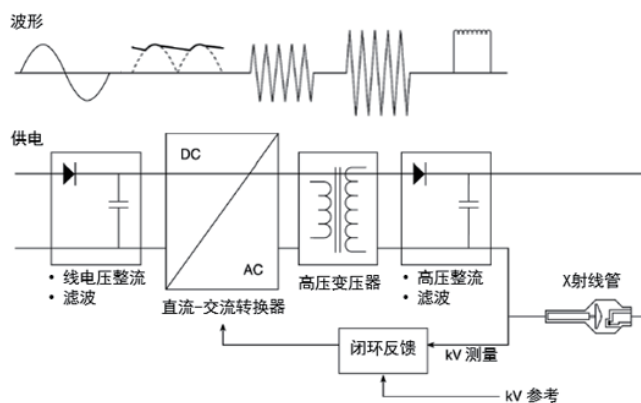 波形
供电
DC
AC
• 线电压整流
• 滤波
直流-交流转换器
高压变压器
• 高压整流
• 滤波
X射线管
闭环反馈
kV 测量
kV 参考